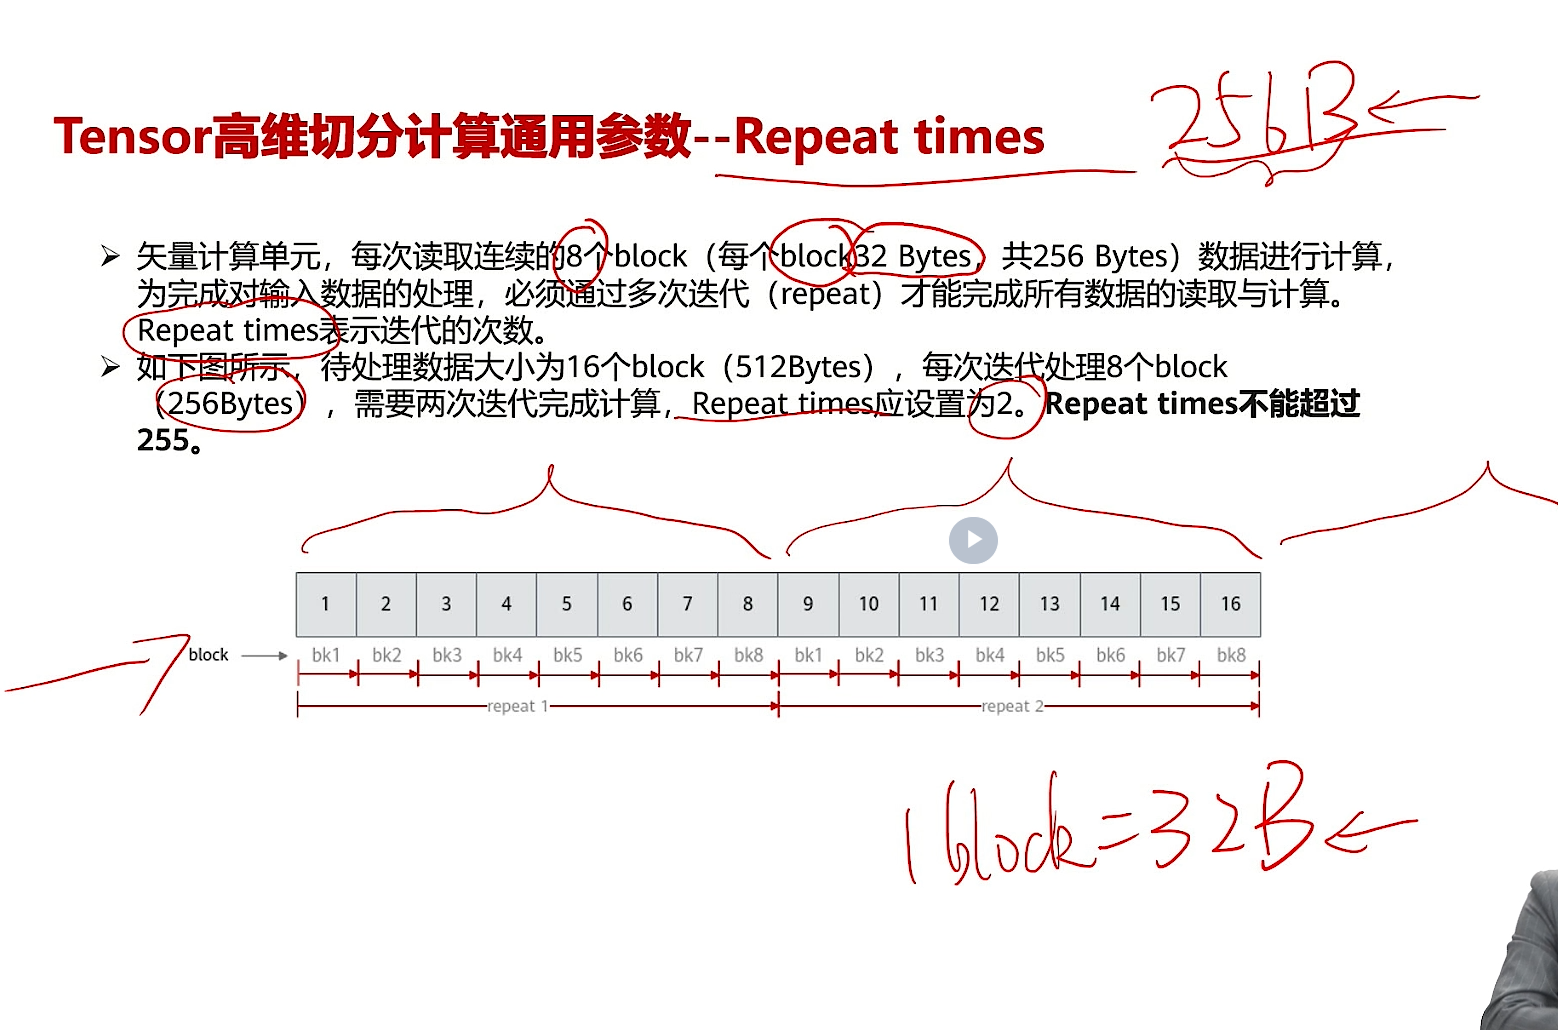 256B
Tensor高维切分计算通用参数--Repeat times
➢ 矢量计算单元，每次读取连续的8个block（每个block32 Bytes，共256 Bytes）数据进行计算，
为完成对输入数据的处理，必须通过多次迭代（repeat）才能完成所有数据的读取与计算。
Repeat times表示迭代的次数。
➢ 如下图所示，待处理数据大小为16个block（512Bytes），每次迭代处理8个block
（256Bytes），需要两次迭代完成计算，Repeat times应设置为2。Repeat times不能超过
255。
1 2 3 4 5 6 7 8 9 10 11 12 13 14 15 16
block bk1 bk2 bk3 bk4 bk5 bk6 bk7 bk8 bk1 bk2 bk3 bk4 bk5 bk6 bk7 bk8
repeat 1 repeat 2
1 block=32B